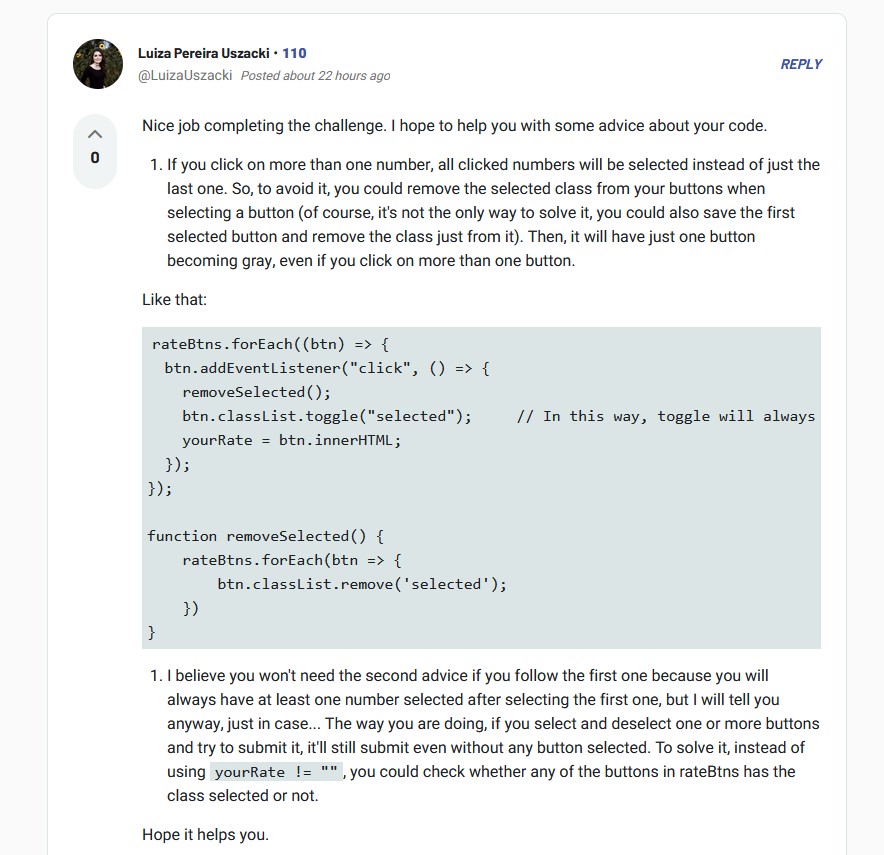 Luiza Pereira Uszacki • 110
@LuizaUszacki Posted about 22 hours ago
REPLY
0
Nice job completing the challenge. I hope to help you with some advice about your code.
1. If you click on more than one number, all clicked numbers will be selected instead of just the
last one. So, to avoid it, you could remove the selected class from your buttons when
selecting a button (of course, it's not the only way to solve it, you could also save the first
selected button and remove the class just from it). Then, it will have just one button
becoming gray, even if you click on more than one button.
Like that:
rateBtns.forEach((btn) => {
btn.addEventListener("click", () => {
removeSelected();
btn.classList.toggle("selected");     // In this way, toggle will always
yourRate = btn.innerHTML;
});
});
function removeSelected() {
rateBtns.forEach(btn => {
btn.classList.remove('selected');
})
}
1. I believe you won't need the second advice if you follow the first one because you will
always have at least one number selected after selecting the first one, but I will tell you
anyway, just in case... The way you are doing, if you select and deselect one or more buttons
and try to submit it, it'll still submit even without any button selected. To solve it, instead of
using yourRate != "" , you could check whether any of the buttons in rateBtns has the
class selected or not.
Hope it helps you.